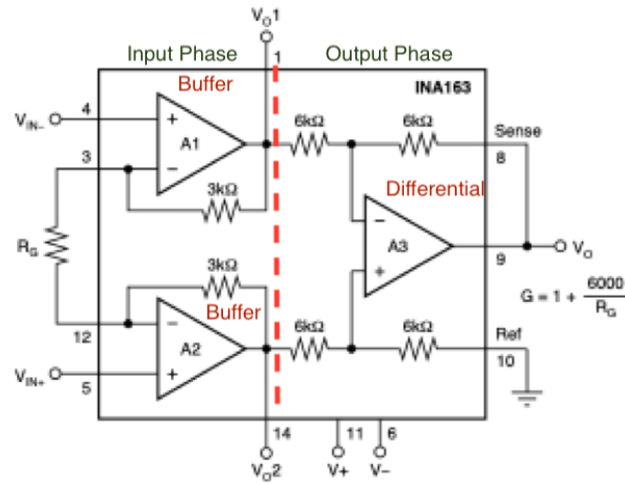 Vo1
Input Phase
1
Output Phase
Buffer
INA163
4
VIN-
+
A1
−
3
6kΩ
6kΩ
Sense
8
3kΩ
Differential
RG
−
A3
+
9
Vo
G = 1 + 6000
RG
3kΩ
Buffer
12
−
A2
+
6kΩ
6kΩ
Ref
10
VIN+
5
14
11
6
Vo2
V+
V-